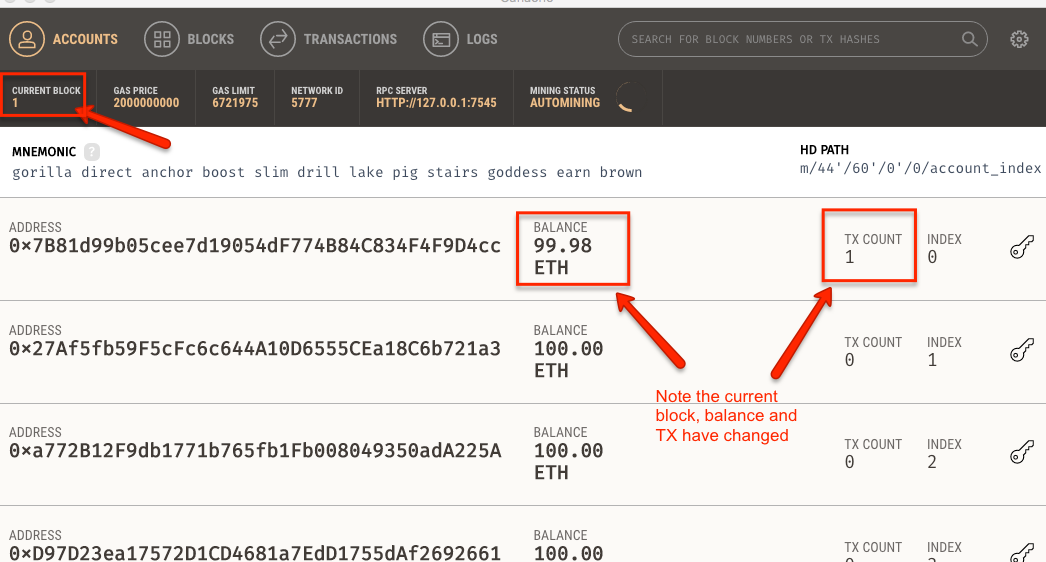 ACCOUNTS BLOCKS TRANSACTIONS LOGS SEARCH FOR BLOCK NUMBERS OR TX HASHES
CURRENT BLOCK GAS PRICE GAS LIMIT NETWORK ID RPC SERVER MINING STATUS
1 2000000000 6721975 5777 HTTP://127.0.0.1:7545 AUTOMINING
MNEMONIC ? HD PATH
gorilla direct anchor boost slim drill lake pig stairs goddess earn brown m/44'/60'/0'/0/account_index
ADDRESS BALANCE TX COUNT INDEX
0×7B81d99b05cee7d19054dF774B84C834F4F9D4cc 99.98 1 0
ETH
ADDRESS BALANCE TX COUNT INDEX
0×27Af5fb59F5cFc6c644A10D6555CEa18C6b721a3 100.00 0 1
ETH
Note the current
block, balance and
TX have changed
ADDRESS BALANCE TX COUNT INDEX
0×a772B12F9db1771b765fb1Fb008049350adA225A 100.00 0 2
ETH
ADDRESS BALANCE TX COUNT INDEX
0×D97D23ea17572D1CD4681a7EdD1755dAf2692661 100.00